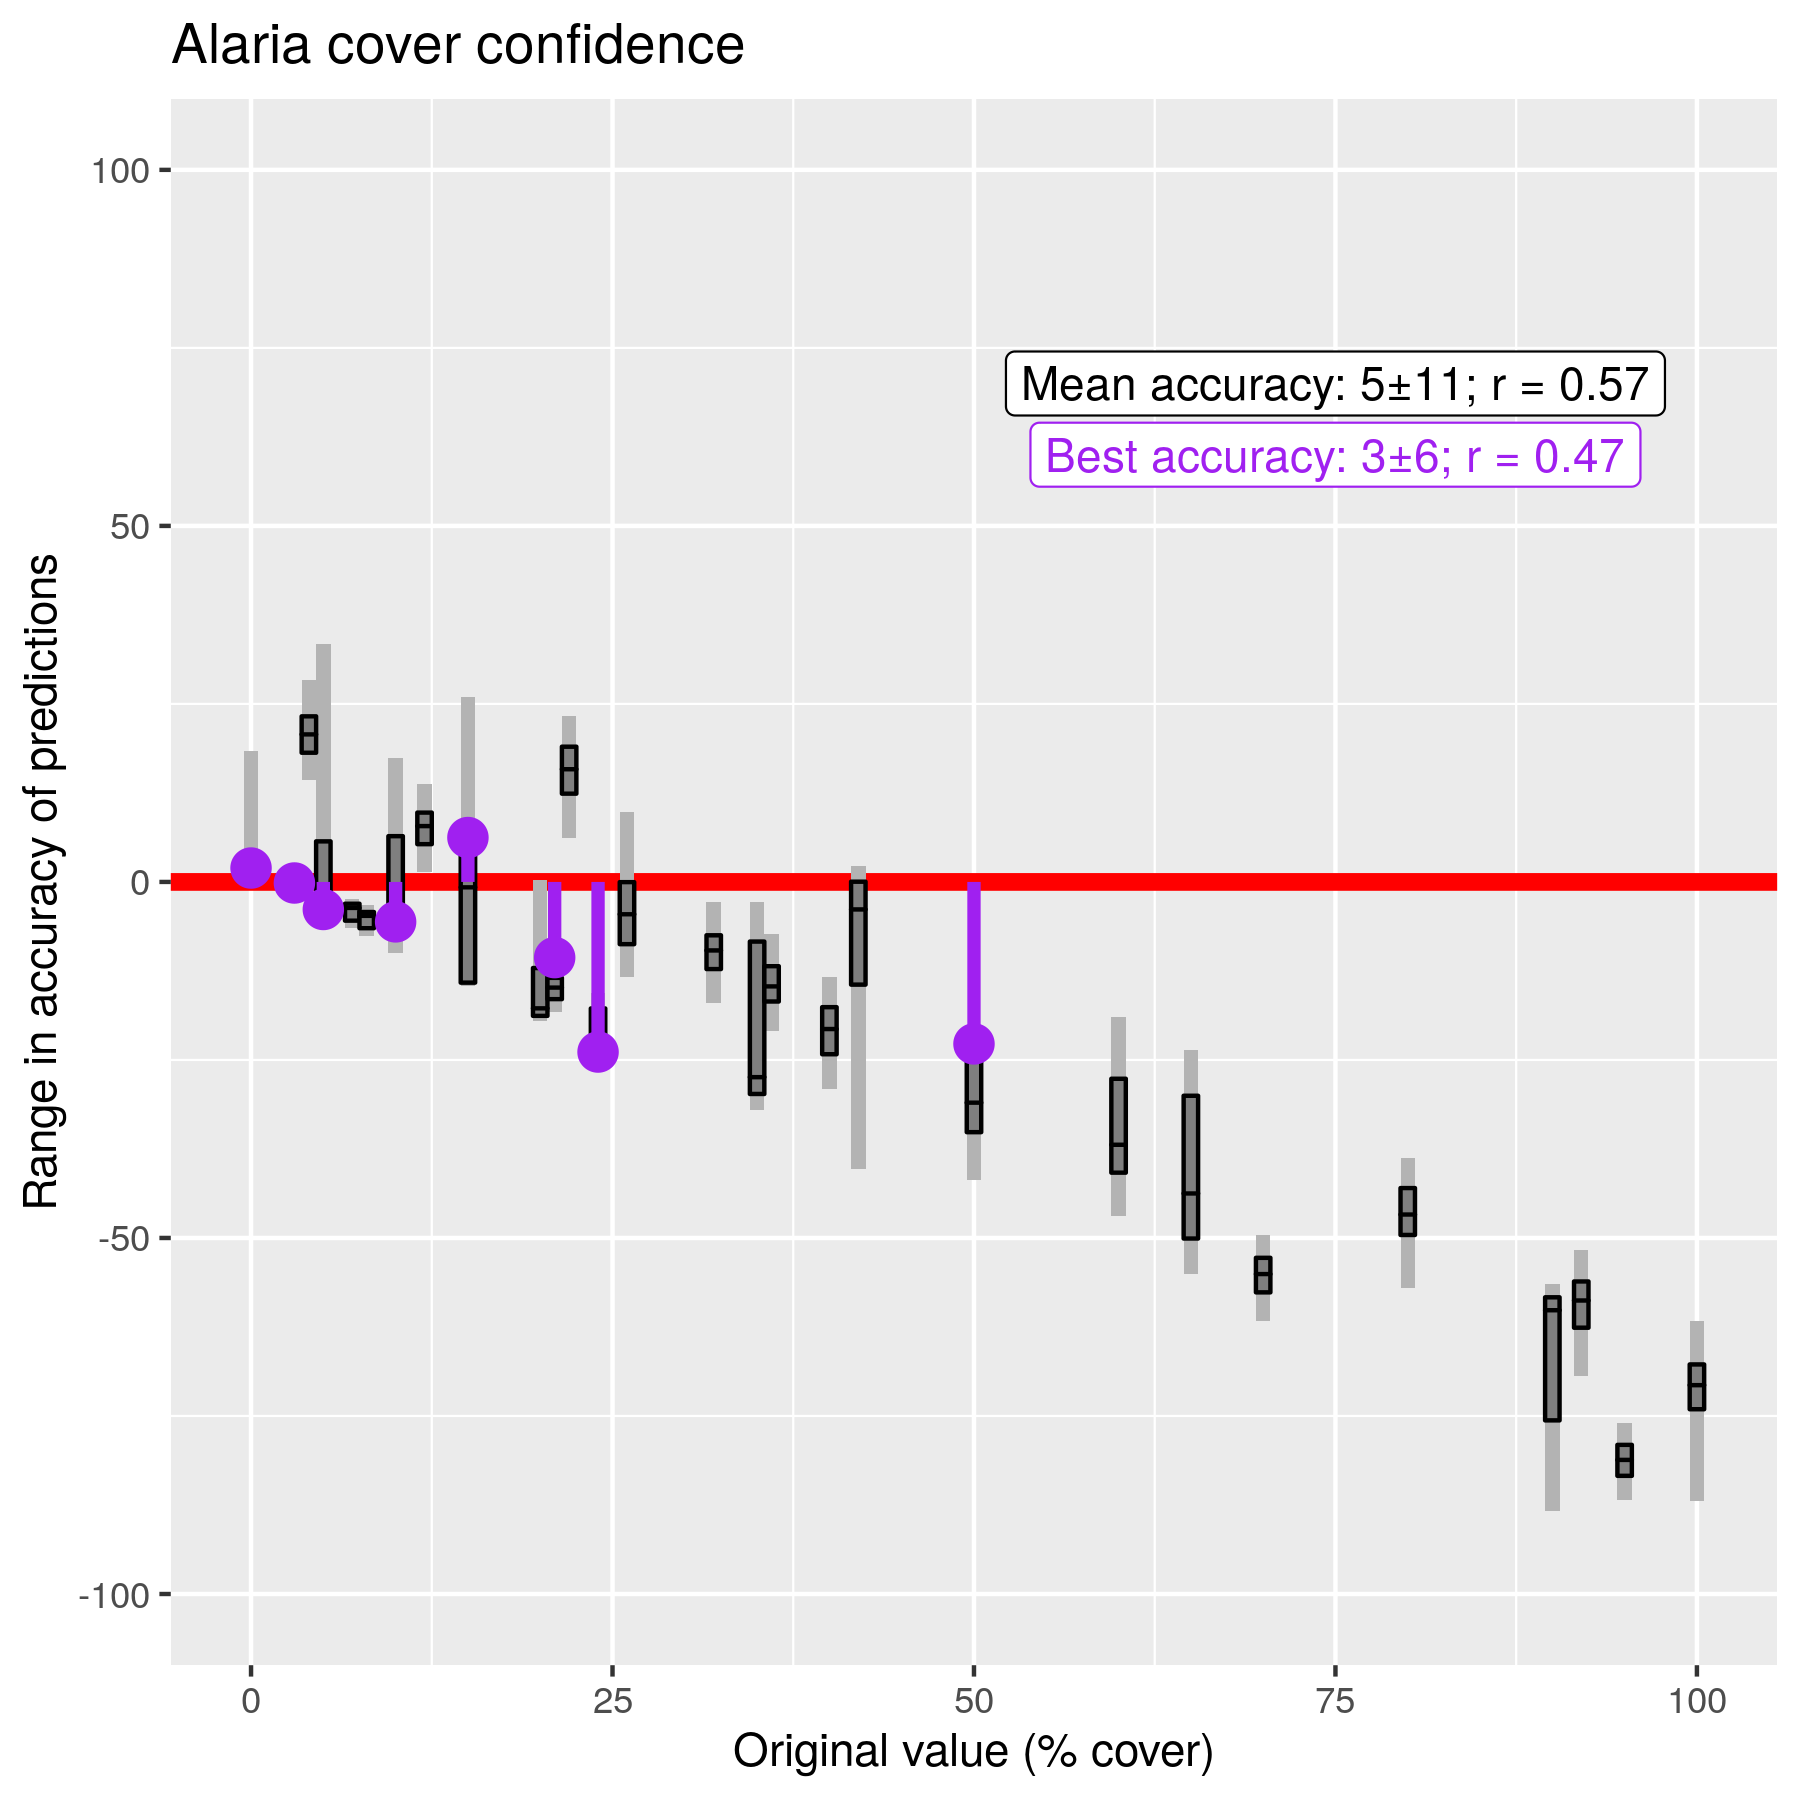 Alaria cover confidence
100
50
0
-50
-100
Range in accuracy of predictions
Mean accuracy: 5±11; r = 0.57
Best accuracy: 3±6; r = 0.47
0 25 50 75 100
Original value (% cover)